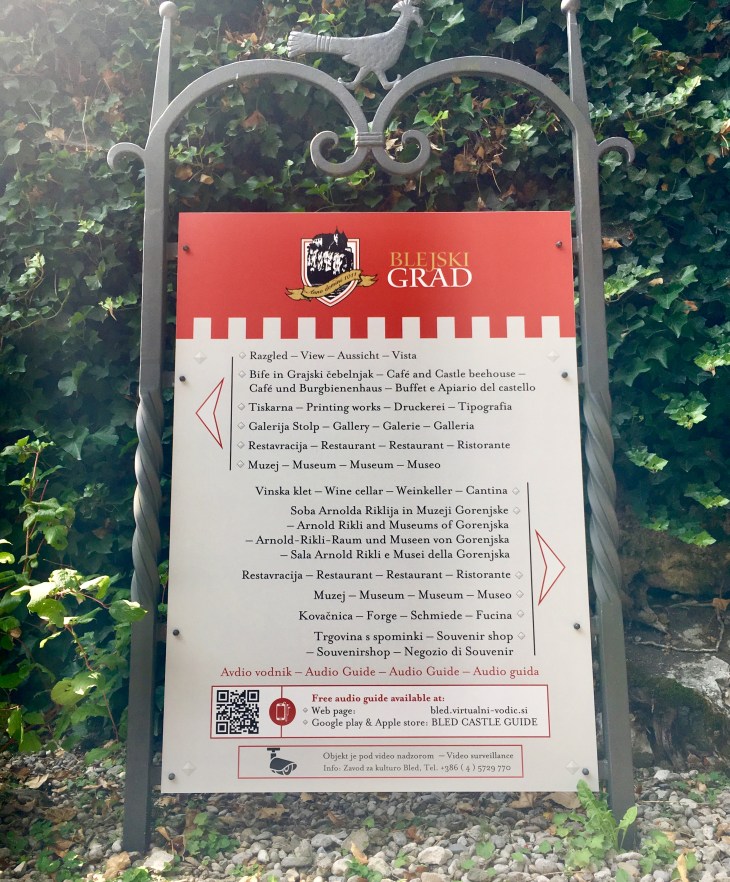 Anno domini 1011
BLEJSKI
GRAD
Razgled – View – Aussicht – Vista
Bife in Grajski čebelnjak – Café and Castle beehouse –
Café und Burgbienenhaus – Buffet e Apiario del castello
Tiskarna – Printing works – Druckerei – Tipografia
Galerija Stolp – Gallery – Galerie – Galleria
Restavracija – Restaurant – Restaurant – Ristorante
Muzej – Museum – Museum – Museo
Vinska klet – Wine cellar – Weinkeller – Cantina
Soba Arnolda Riklija in Muzeji Gorenjske
– Arnold Rikli and Museums of Gorenjska
– Arnold-Rikli-Raum und Museen von Gorenjska
– Sala Arnold Rikli e Musei della Gorenjska
Restavracija – Restaurant – Restaurant – Ristorante
Muzej – Museum – Museum – Museo
Kovačnica – Forge – Schmiede – Fucina
Trgovina s spominki – Souvenir shop
– Souvenirshop – Negozio di Souvenir
Avdio vodnik – Audio Guide – Audio Guide – Audio guida
Free audio guide available at:
Web page: bled.virtualni-vodic.si
Google play & Apple store: BLED CASTLE GUIDE
Objekt je pod video nadzorom – Video surveillance
Info: Zavod za kulturo Bled, Tel. +386 ( 4 ) 5729 770